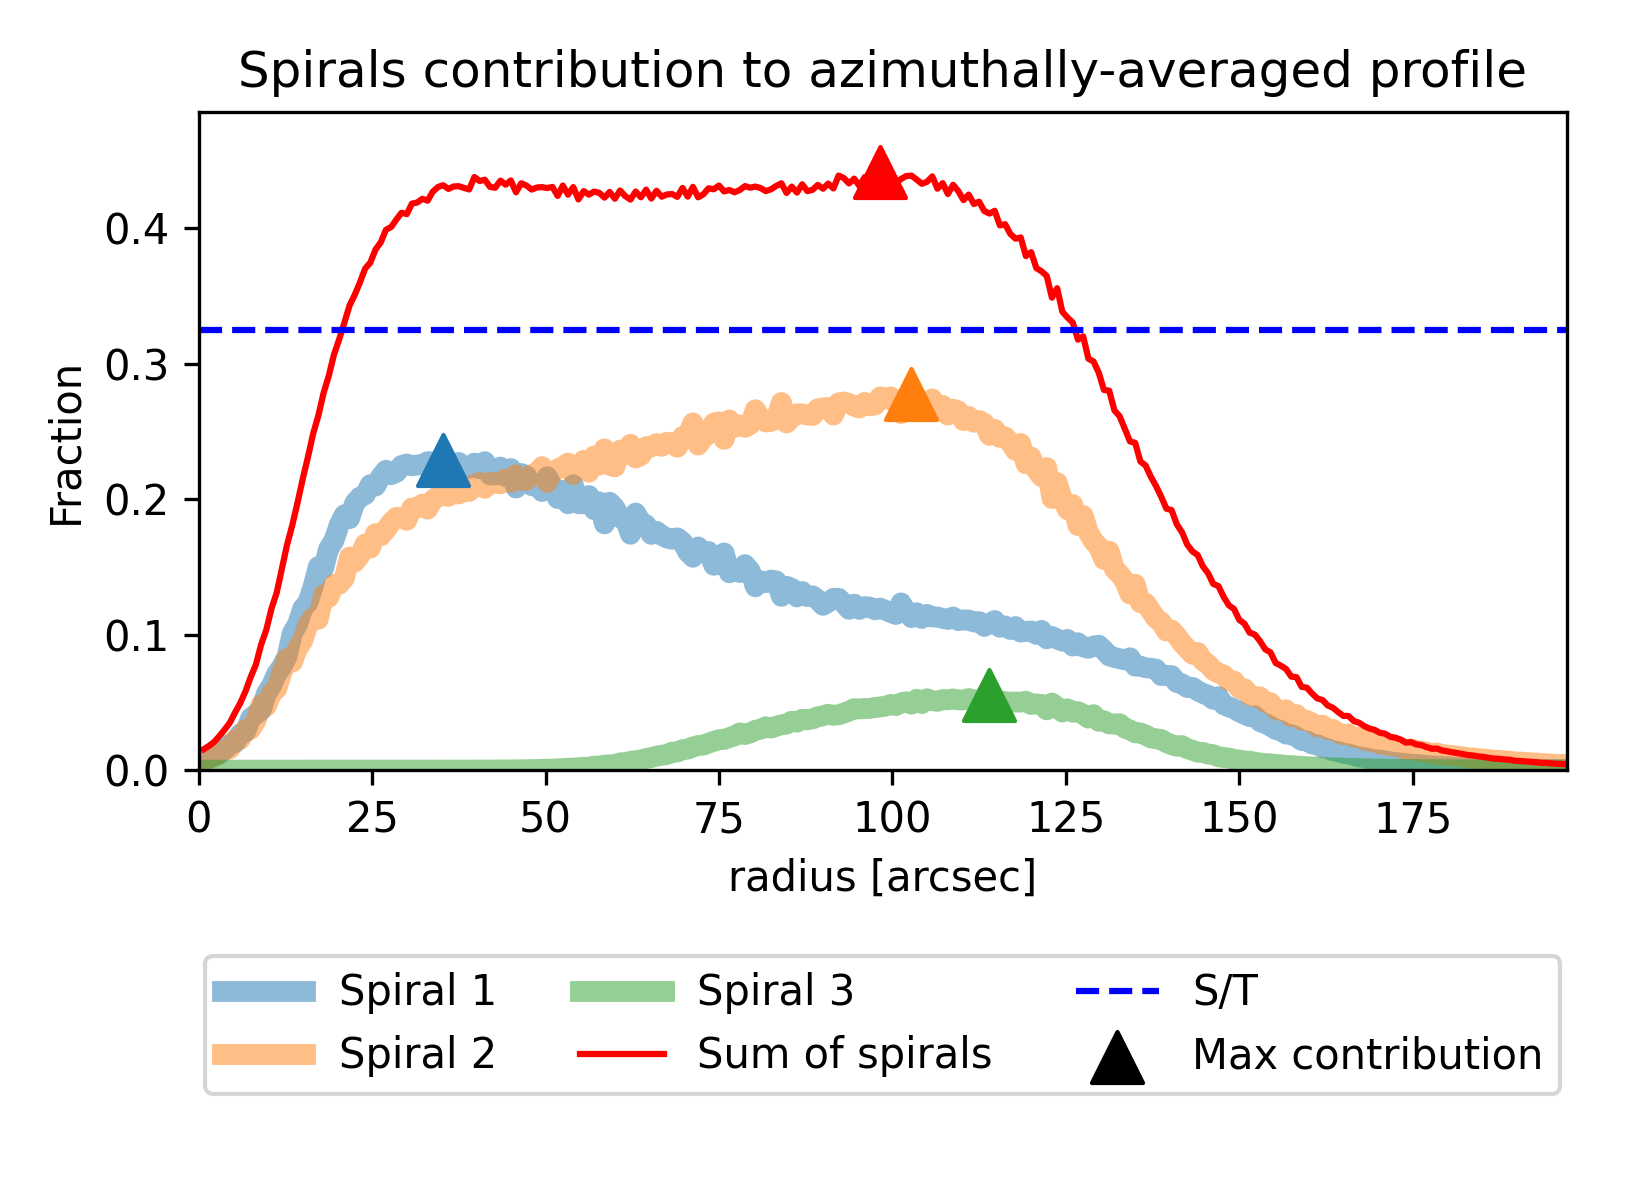 Spirals contribution to azimuthally-averaged profile
Fraction
0.4
0.3
0.2
0.1
0.0
0 25 50 75 100 125 150 175
radius [arcsec]
Spiral 1 Spiral 3 S/T
Spiral 2 Sum of spirals Max contribution